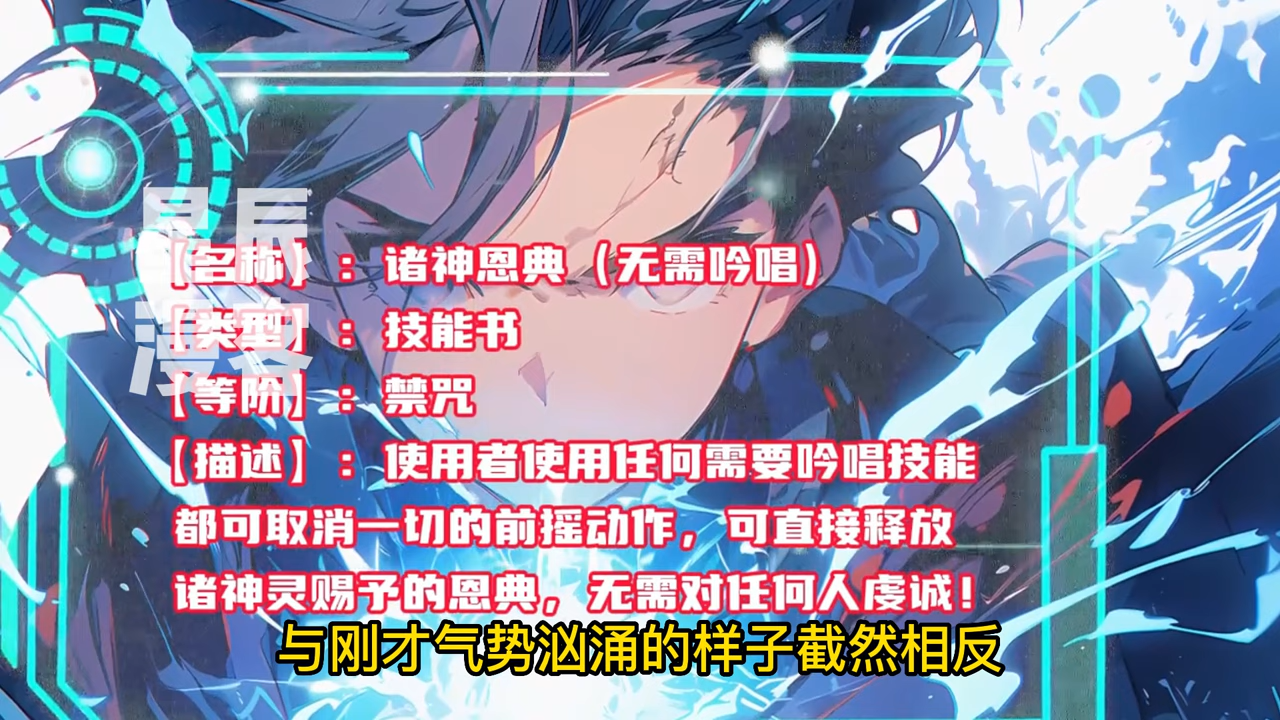 星辰
漫客
【名称】：诸神恩典（无需吟唱）
【类型】：技能书
【等阶】：禁咒
【描述】：使用者使用任何需要吟唱技能
都可取消一切的前摇动作，可直接释放
诸神灵赐予的恩典，无需对任何人虔诚！
与刚才气势汹涌的样子截然相反